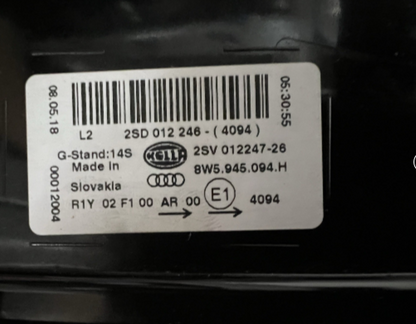 08.05.18
05:30:55
L2 2SD 012 246-(4094)
G-Stand:14S HELLA 2SV 012247-26
Made in 8W5.945.094.H
Slovakia
R1Y 02 F1 00 AR 00 E1 4094
00012004